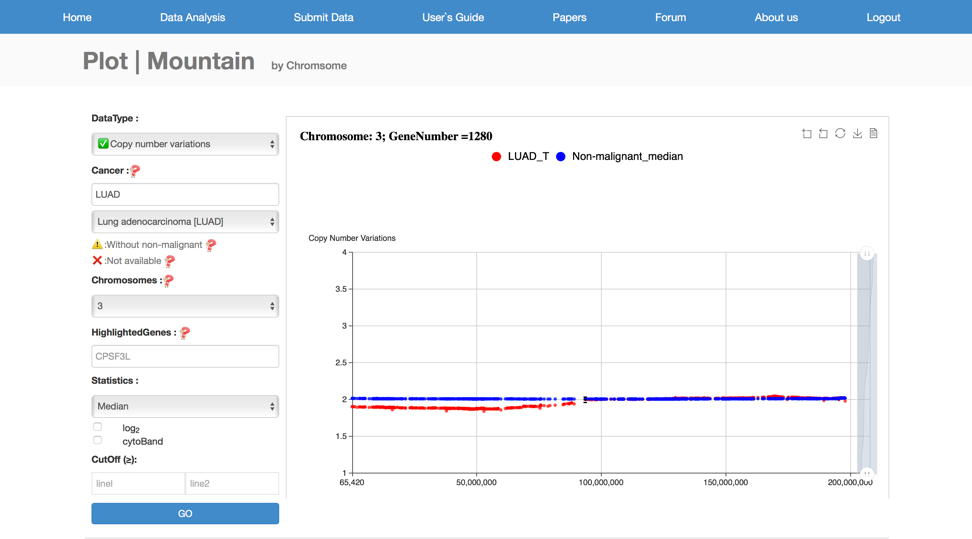 Home Data Analysis Submit Data User`s Guide Papers Forum About us Logout
Plot | Mountain by Chromsome
DataType :
✅Copy number variations
Cancer :❓
LUAD
Lung adenocarcinoma [LUAD]
⚠️:Without non-malignant ❓
❌:Not available ❓
Chromosomes :❓
3
HighlightedGenes : ❓
CPSF3L
Statistics :
Median
log2
cytoBand
CutOff (≥):
linel line2
GO
Chromosome: 3; GeneNumber =1280
LUAD_T Non-malignant_median
Copy Number Variations
4
3.5
3
2.5
2
1.5
1
65,420 50,000,000 100,000,000 150,000,000 200,000,000